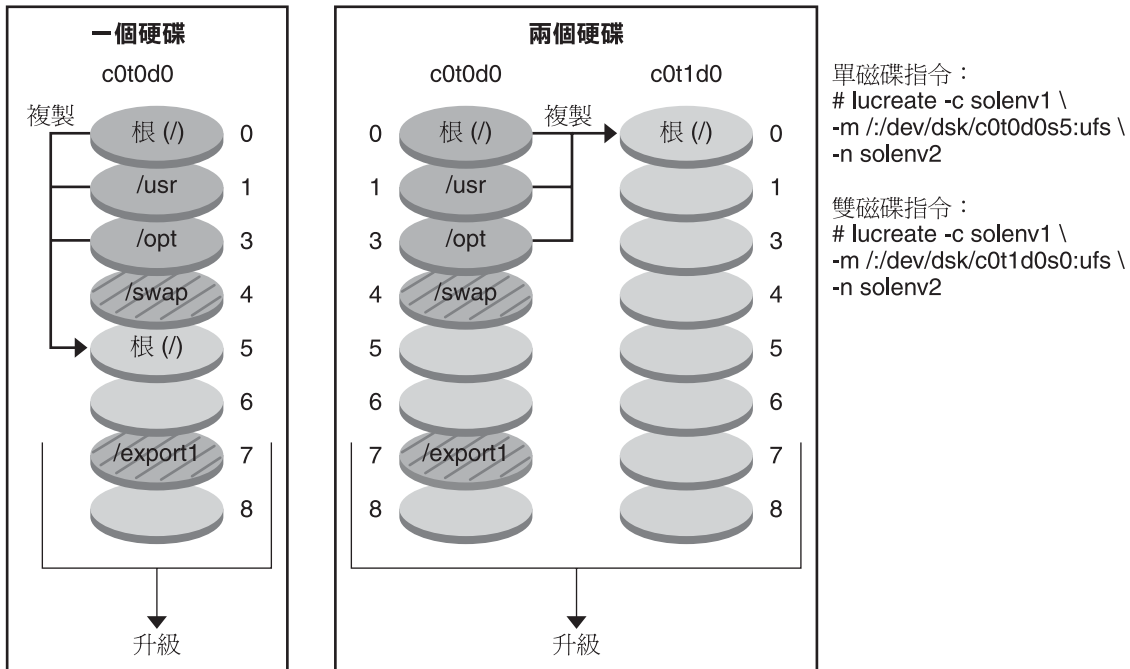 一個硬碟
c0t0d0
複製
根 (/) 0
/usr 1
/opt 3
/swap 4
根 (/) 5
6
/export1 7
8
升級
兩個硬碟
c0t0d0 c0t1d0
複製
0 根 (/) 根 (/) 0
1 /usr 1
3 /opt 3
4 /swap 4
5 5
6 6
7 /export1 7
8 8
升級
單磁碟指令：
# lucreate -c solenv1 \
-m /:/dev/dsk/c0t0d0s5:ufs \
-n solenv2
雙磁碟指令：
# lucreate -c solenv1 \
-m /:/dev/dsk/c0t1d0s0:ufs \
-n solenv2